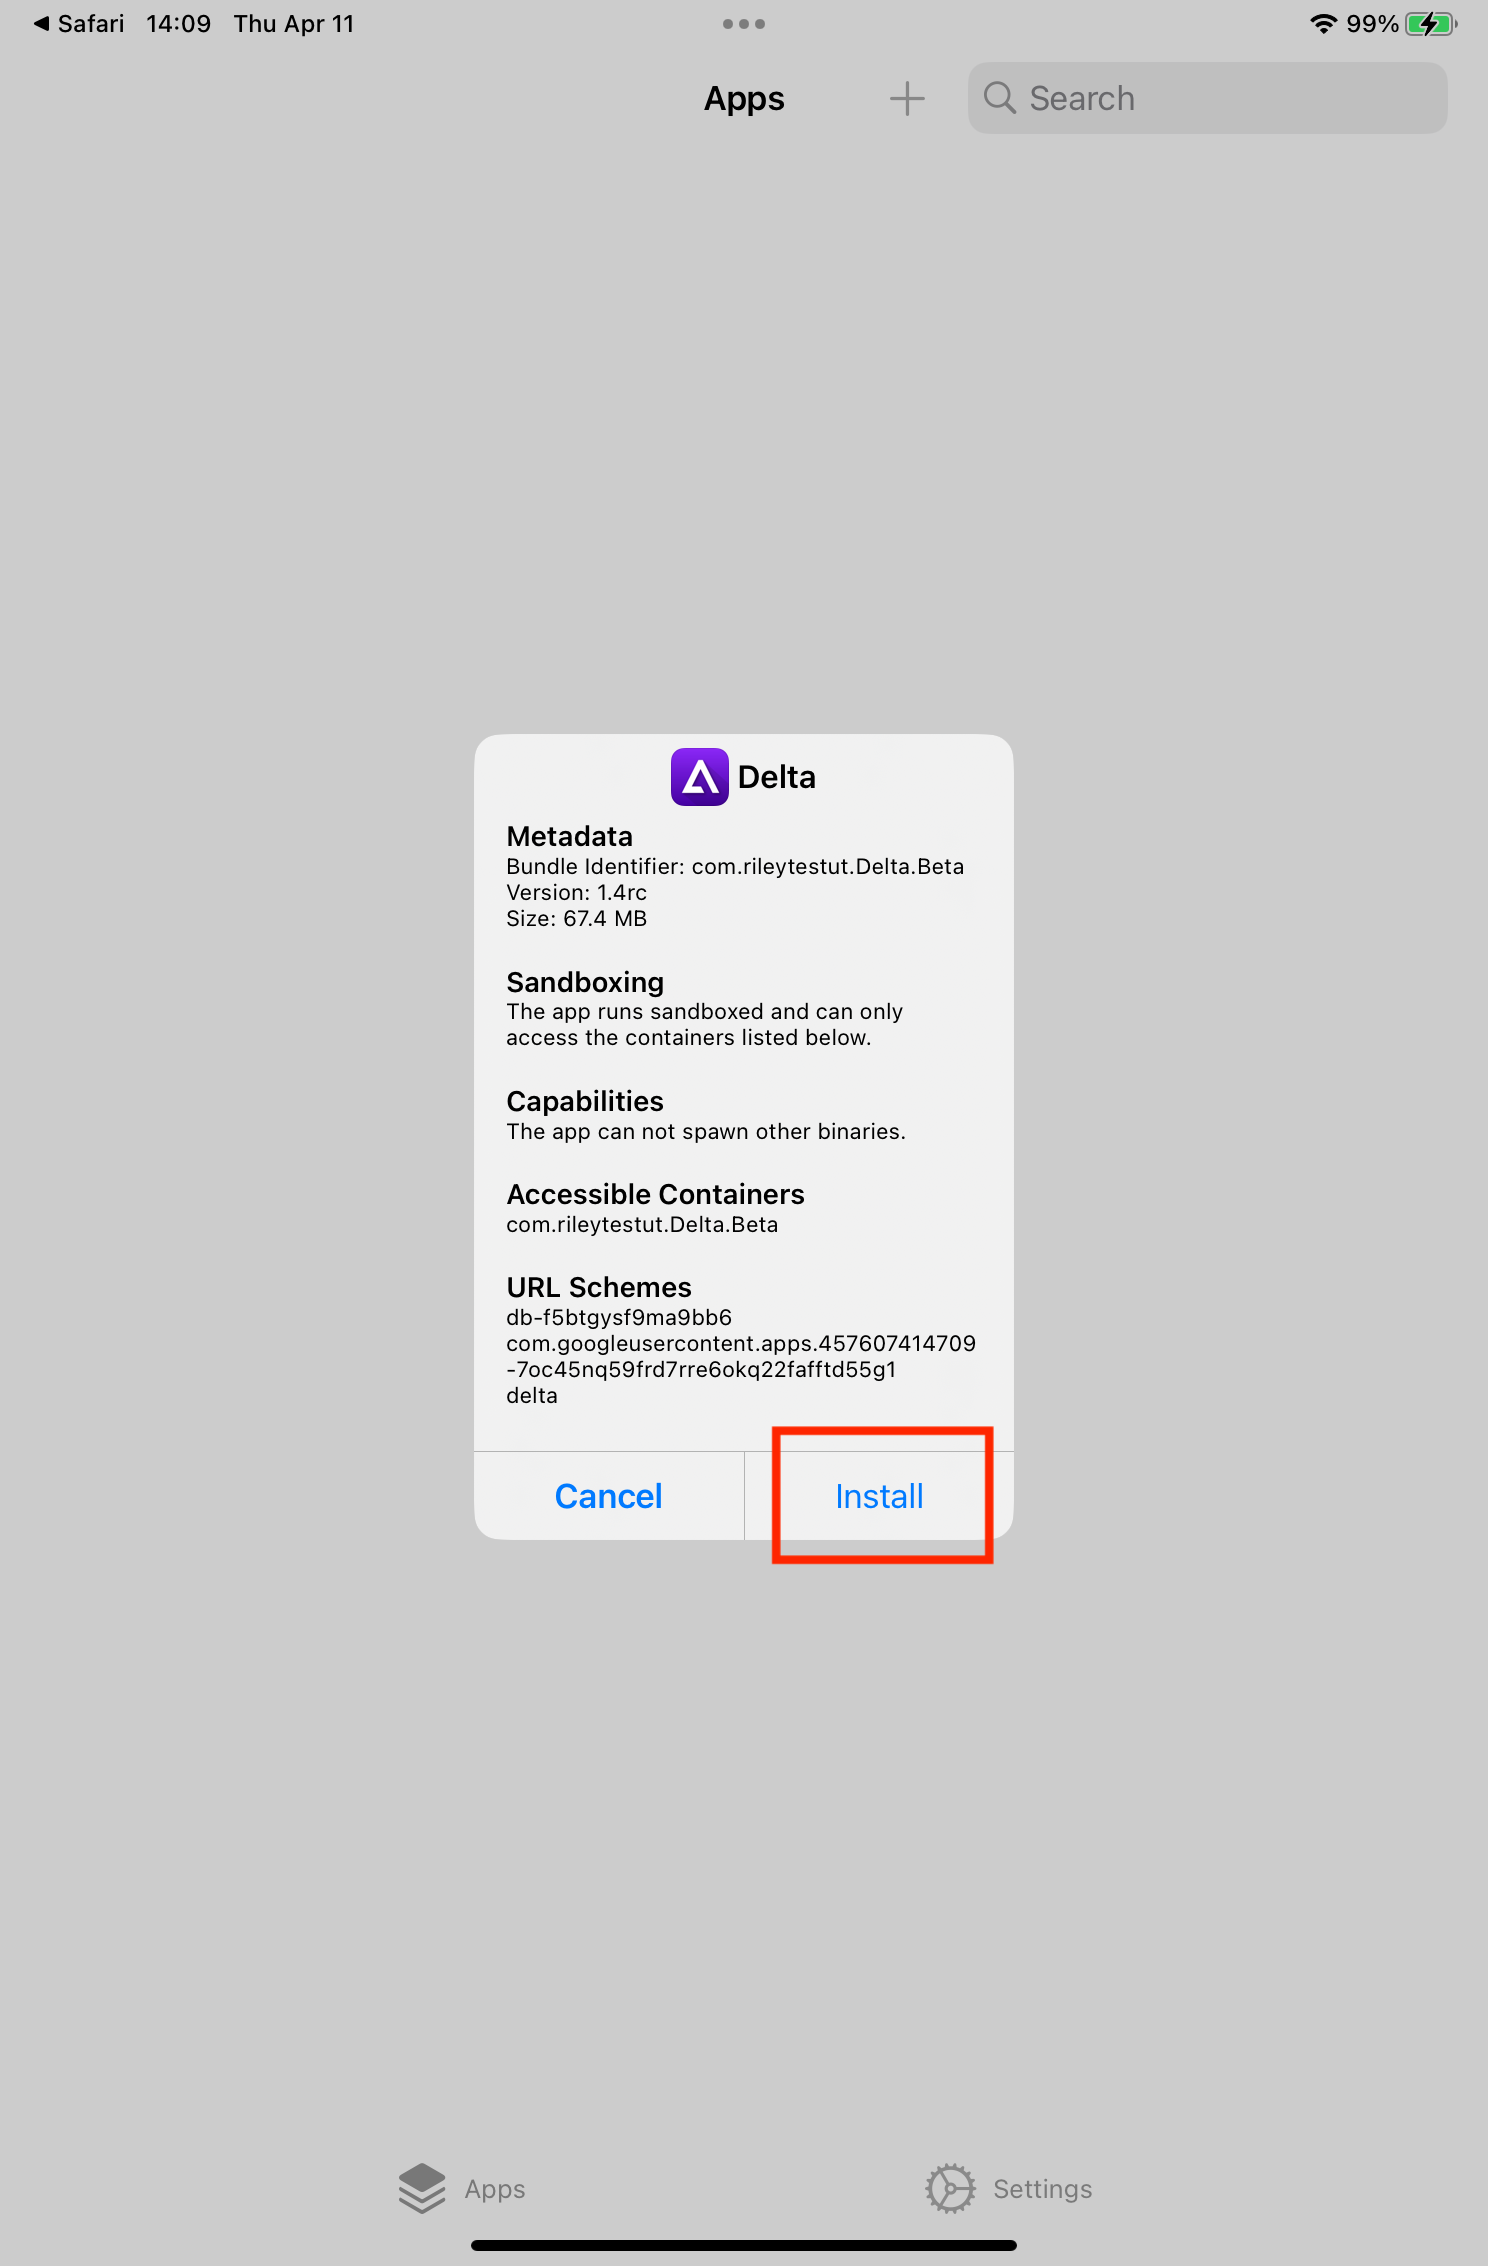 Safari 14:09 Thu Apr 11
99%
Apps
Search
Delta
Metadata
Bundle Identifier: com.rileytestut.Delta.Beta
Version: 1.4rc
Size: 67.4 MB
Sandboxing
The app runs sandboxed and can only
access the containers listed below.
Capabilities
The app can not spawn other binaries.
Accessible Containers
com.rileytestut.Delta.Beta
URL Schemes
db-f5btgysf9ma9bb6
com.googleusercontent.apps.457607414709
-7oc45nq59frd7rre6okq22fafftd55g1
delta
Cancel
Install
Apps
Settings